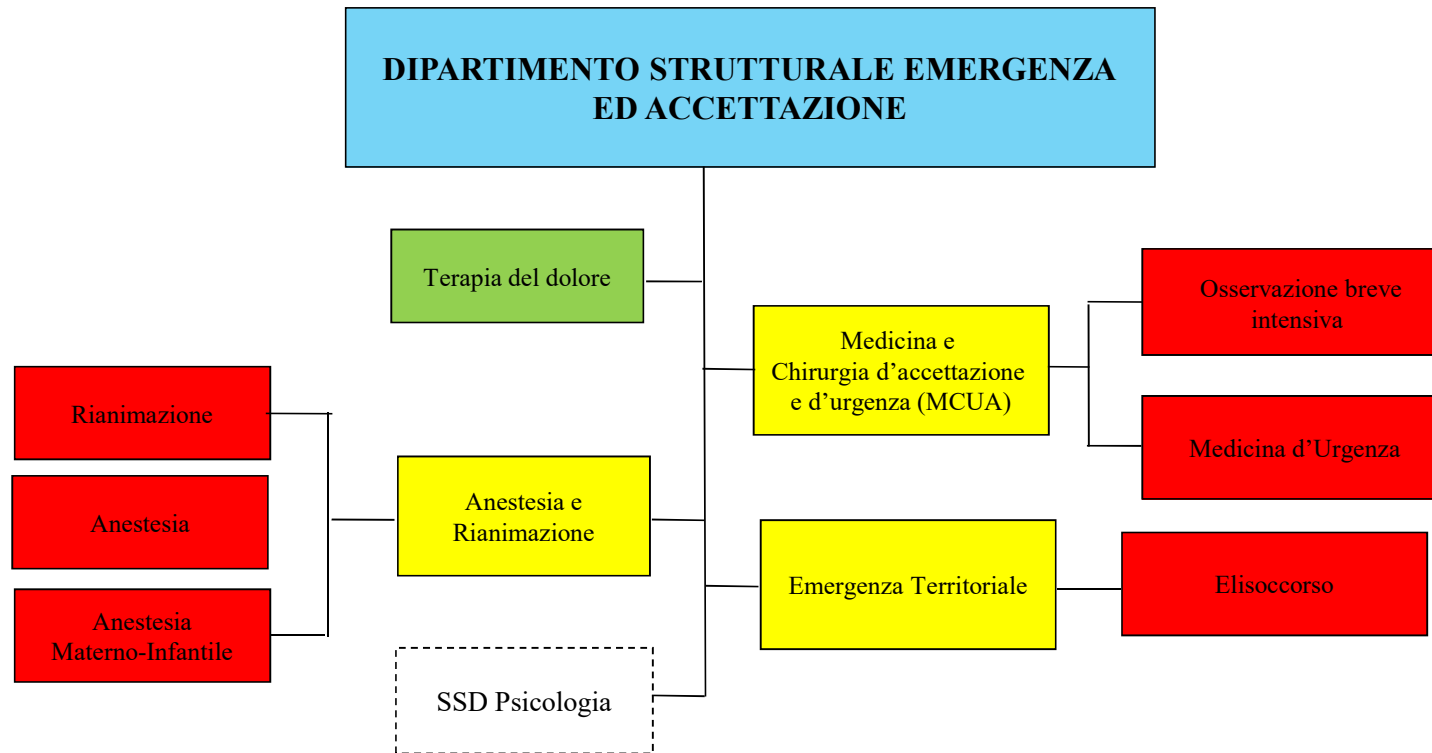 DIPARTIMENTO STRUTTURALE EMERGENZA
ED ACCETTAZIONE
Terapia del dolore
Osservazione breve
intensiva
Medicina e
Chirurgia d’accettazione
e d’urgenza (MCUA)
Rianimazione
Medicina d’Urgenza
Anestesia
Anestesia e
Rianimazione
Emergenza Territoriale
Elisoccorso
Anestesia
Materno-Infantile
SSD Psicologia